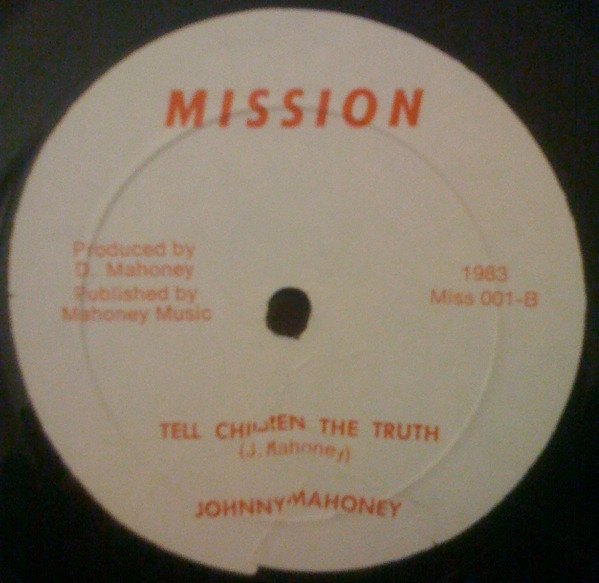 MISSION
Produced by
D. Mahoney
Published by
Mahoney Music
1983
Miss 001-B
TELL CHILDREN THE TRUTH
(J. Mahoney)
JOHNNY MAHONEY